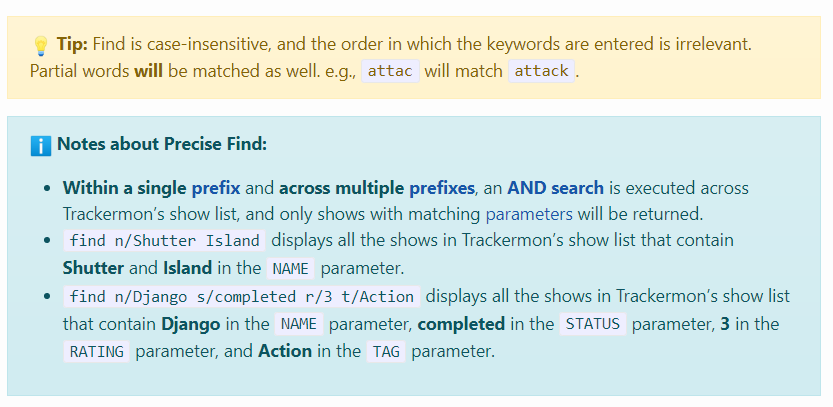 💡 Tip: Find is case-insensitive, and the order in which the keywords are entered is irrelevant.
Partial words will be matched as well. e.g., attac will match attack.
ℹ️ Notes about Precise Find:
• Within a single prefix and across multiple prefixes, an AND search is executed across
Trackermon’s show list, and only shows with matching parameters will be returned.
• find n/Shutter Island displays all the shows in Trackermon’s show list that contain
Shutter and Island in the NAME parameter.
• find n/Django s/completed r/3 t/Action displays all the shows in Trackermon’s show list
that contain Django in the NAME parameter, completed in the STATUS parameter, 3 in the
RATING parameter, and Action in the TAG parameter.